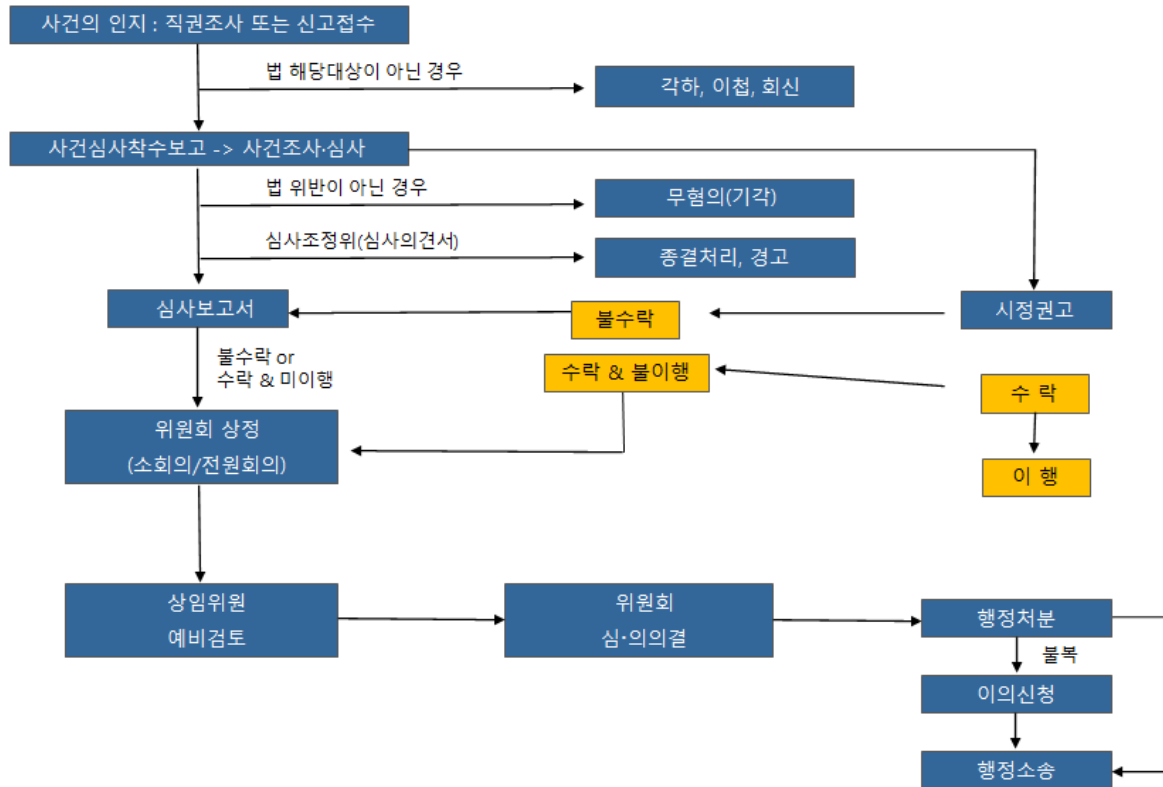 사건의 인지 : 직권조사 또는 신고접수
법 해당대상이 아닌 경우
각하, 이첩, 회신
사건심사착수보고 -> 사건조사·심사
법 위반이 아닌 경우
무혐의(기각)
심사조정위(심사의견서)
종결처리, 경고
심사보고서
불수락
시정권고
불수락 or
수락 & 미이행
수락 & 불이행
수 락
위원회 상정
(소회의/전원회의)
이 행
상임위원
예비검토
위원회
심·의의결
행정처분
불복
이의신청
행정소송